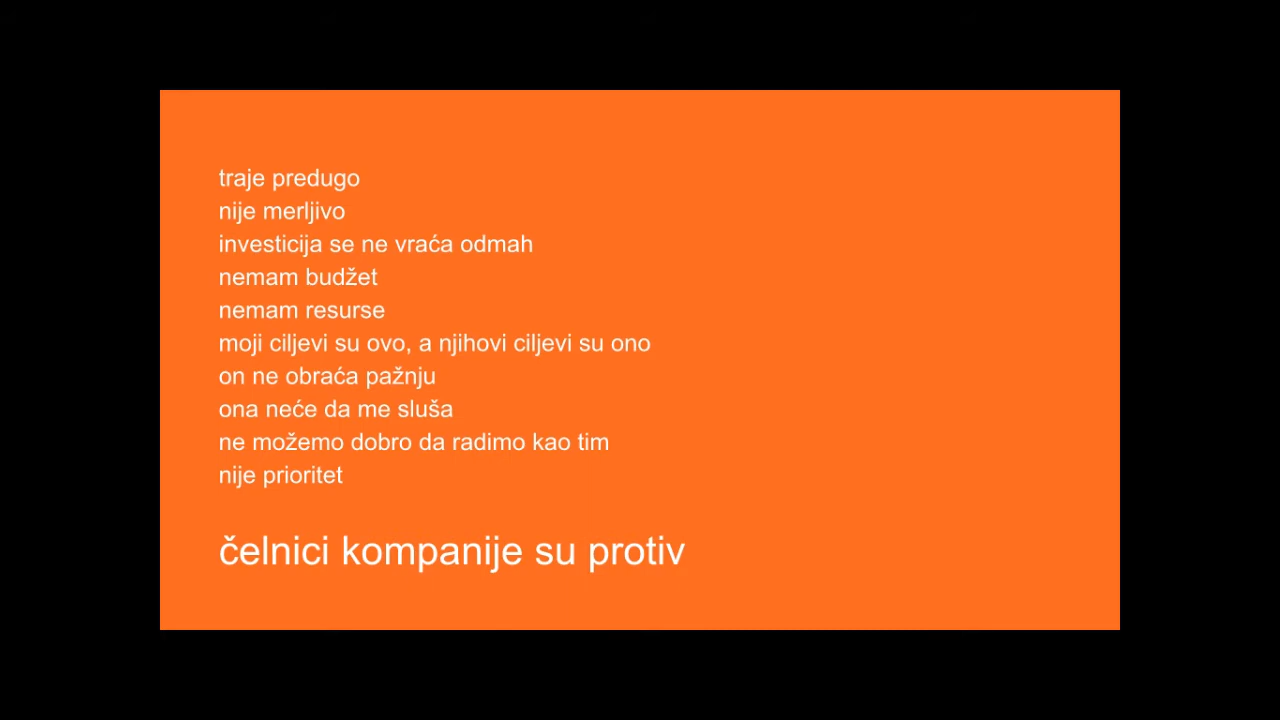 traje predugo
nije merljivo
investicija se ne vraća odmah
nemam budžet
nemam resurse
moji ciljevi su ovo, a njihovi ciljevi su ono
on ne obraća pažnju
ona neće da me sluša
ne možemo dobro da radimo kao tim
nije prioritet
čelnici kompanije su protiv